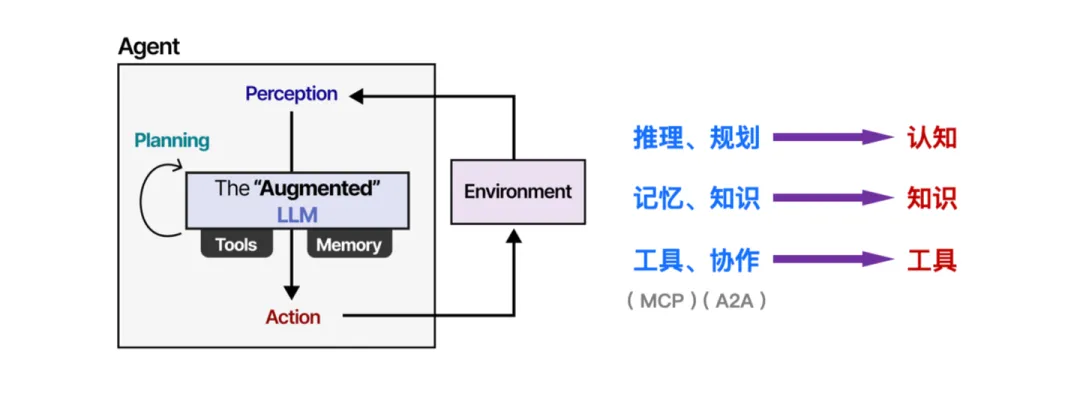 Agent
Perception
Planning
The “Augmented”
LLM
Tools
Memory
Action
Environment
推理、规划
认知
记忆、知识
知识
工具、协作
工具
（MCP）（A2A）